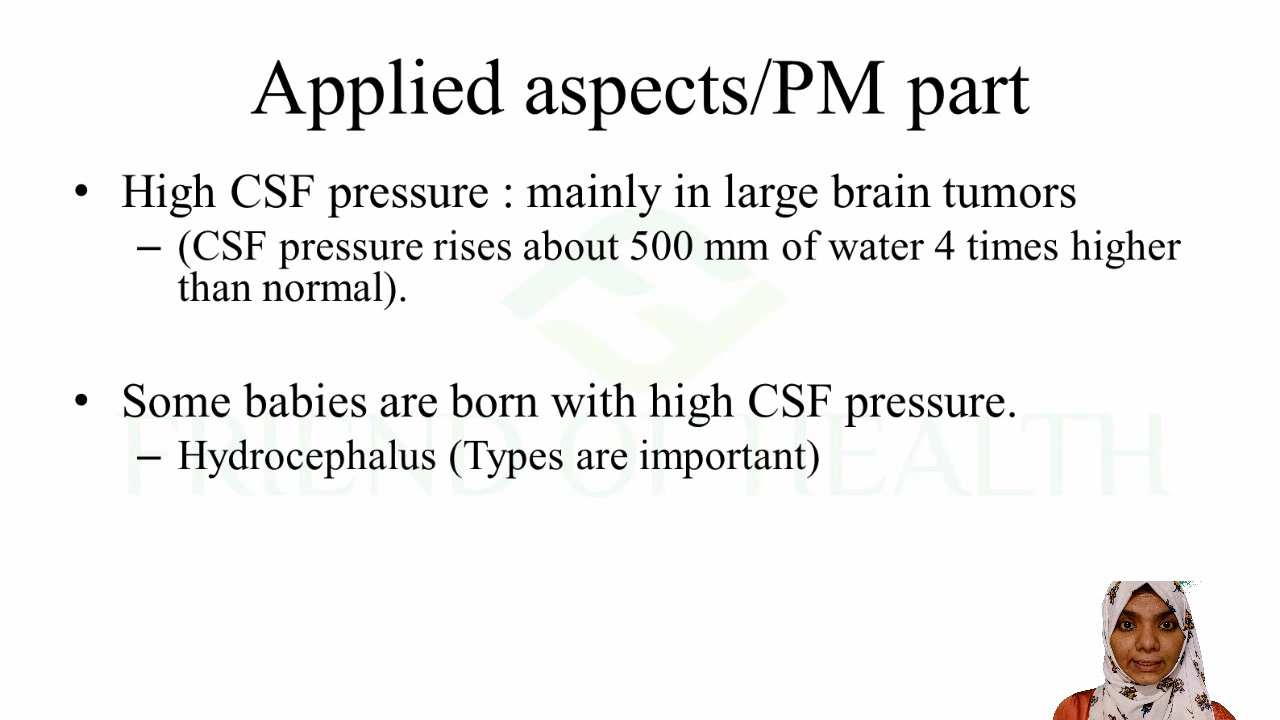 Applied aspects/PM part
• High CSF pressure : mainly in large brain tumors
– (CSF pressure rises about 500 mm of water 4 times higher
than normal).
• Some babies are born with high CSF pressure.
FRIEND OF HEALTH
– Hydrocephalus (Types are important)